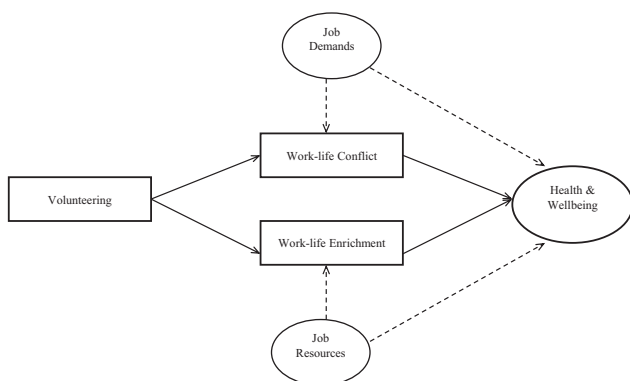 Job
Demands
Work-life Conflict
Volunteering
Health &
Wellbeing
Work-life Enrichment
Job
Resources